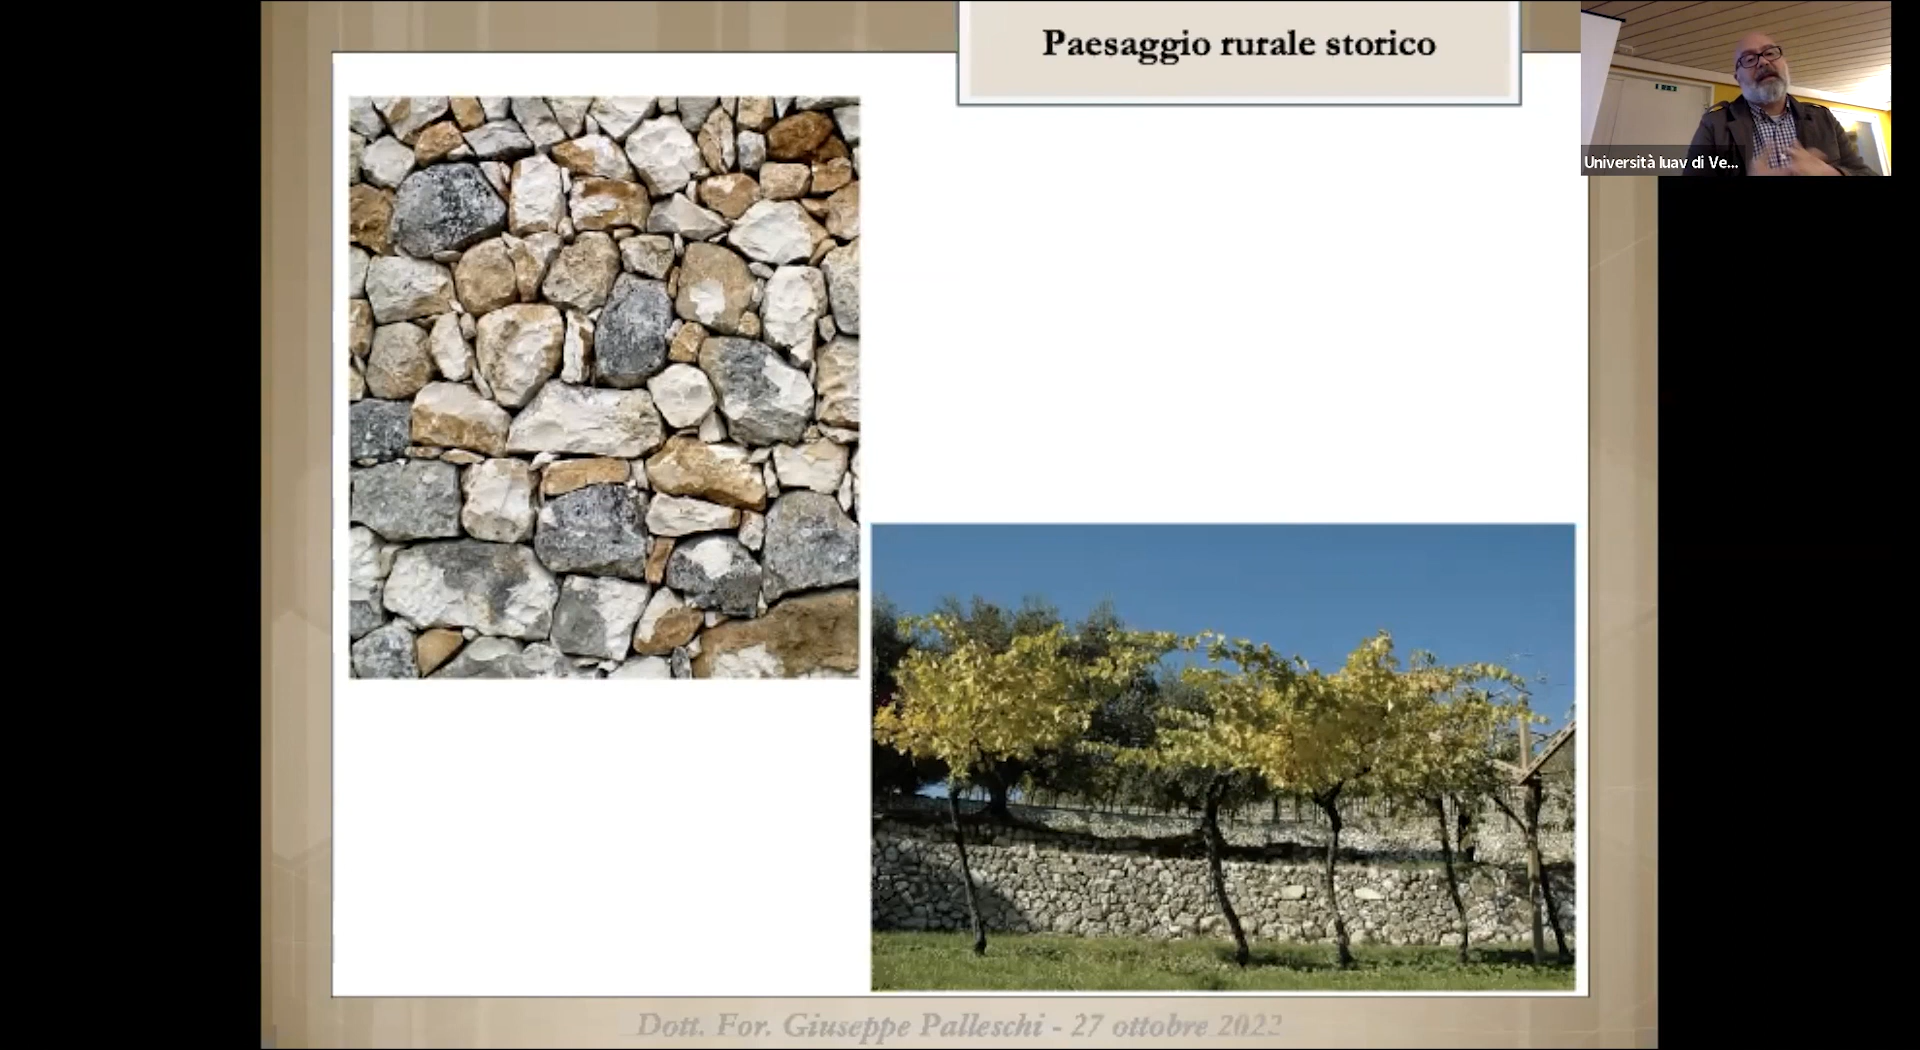 Paesaggio rurale storico
Università Iuav di Ve...
Dott. For. Giuseppe Palleschi - 27 ottobre 2022